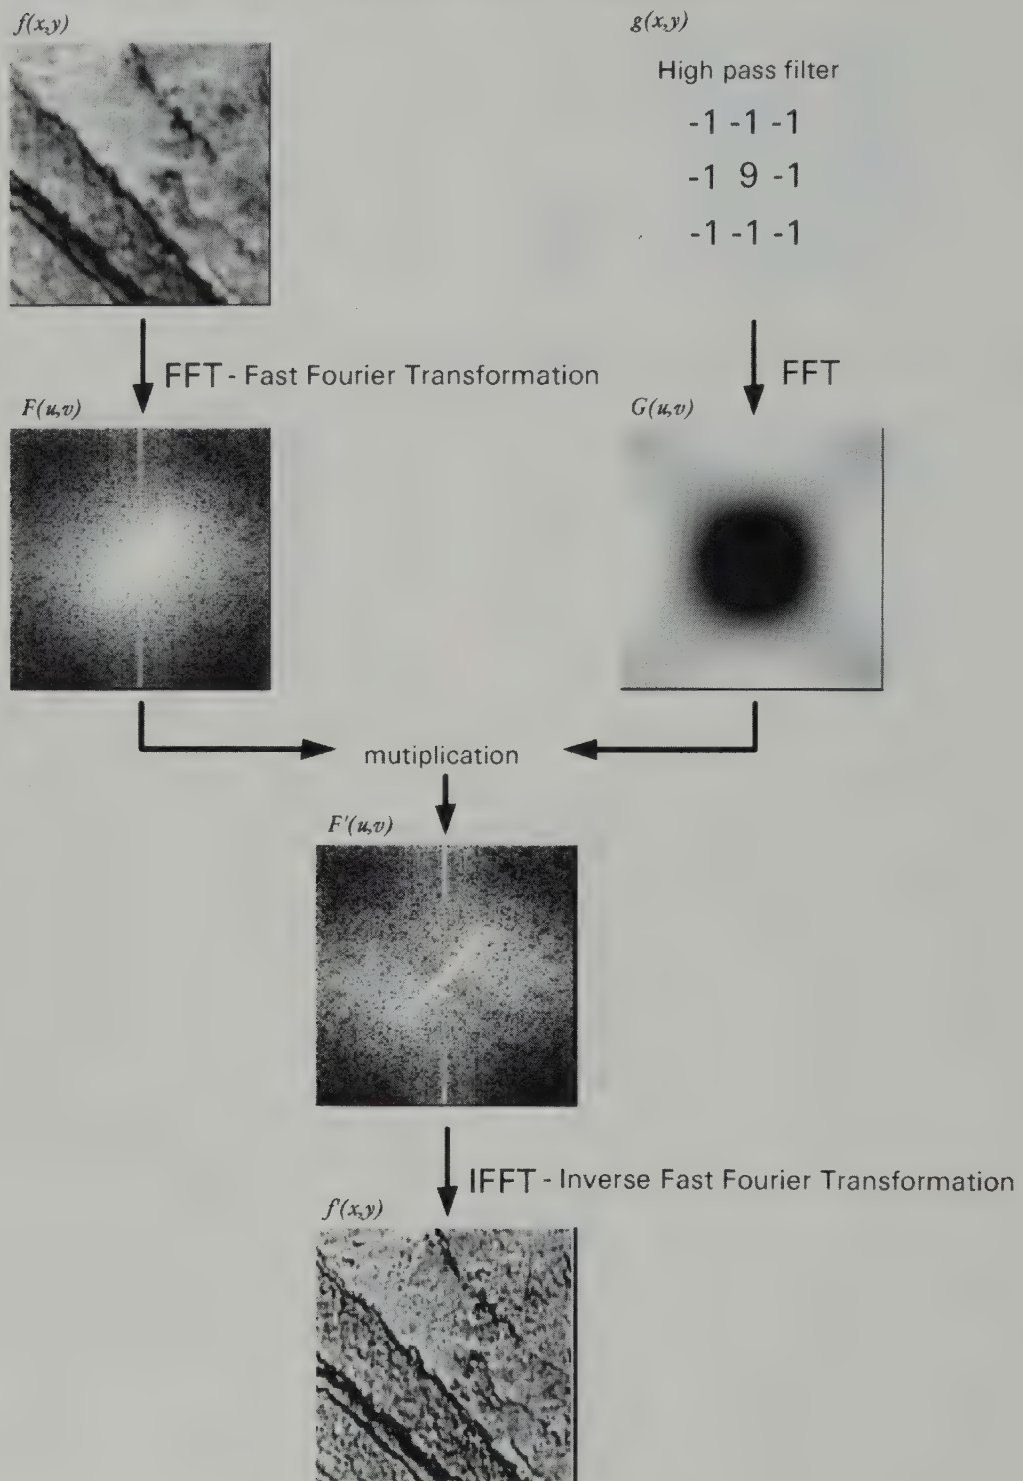 f(x,y)
g(x,y)
High pass filter
-1 -1 -1
-1 9 -1
-1 -1 -1
FFT - Fast Fourier Transformation
FFT
F(u,v)
G(u,v)
mutiplication
F'(u,v)
IFFT - Inverse Fast Fourier Transformation
f'(x,y)